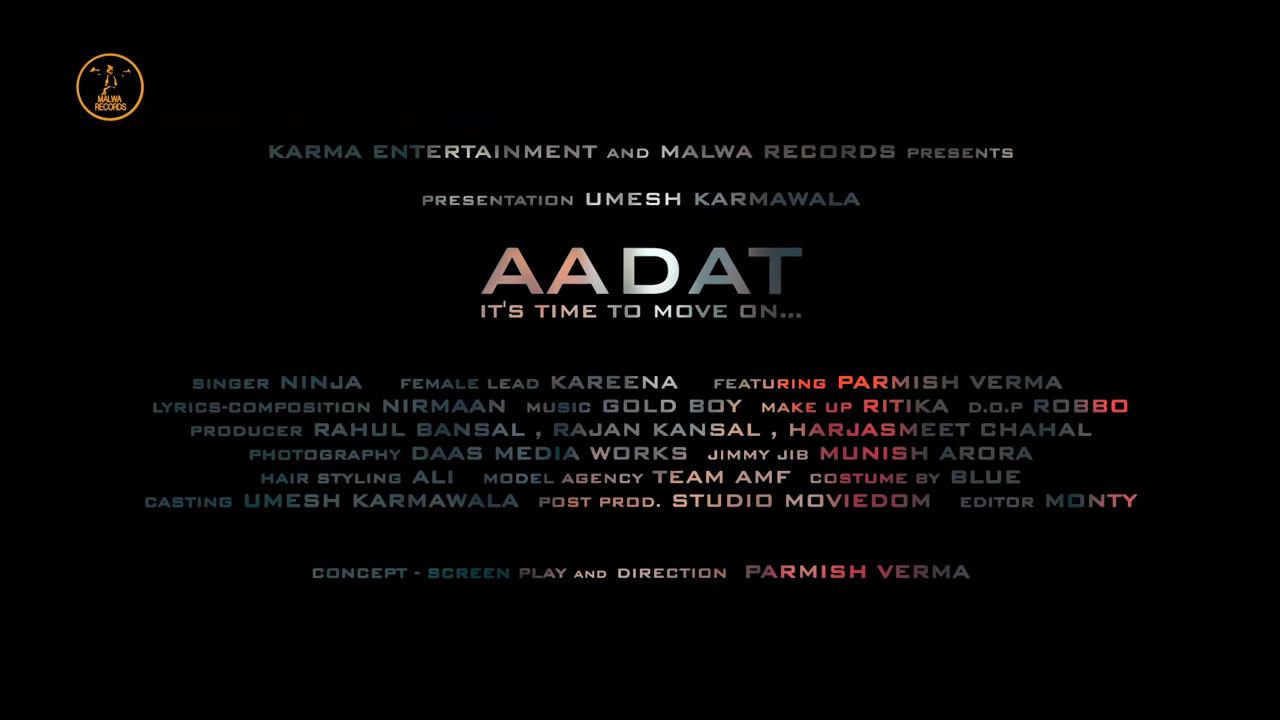 MALWA
RECORDS
KARMA ENTERTAINMENT AND MALWA RECORDS PRESENTS
PRESENTATION UMESH KARMAWALA
AADAT
IT'S TIME TO MOVE ON...
SINGER NINJA FEMALE LEAD KAREENA FEATURING PARMISH VERMA
LYRICS-COMPOSITION NIRMAAN MUSIC GOLD BOY MAKE UP RITIKA D.O.P ROBBO
PRODUCER RAHUL BANSAL , RAJAN KANSAL , HARJASMEET CHAHAL
PHOTOGRAPHY DAAS MEDIA WORKS JIMMY JIB MUNISH ARORA
HAIR STYLING ALI MODEL AGENCY TEAM AMF COSTUME BY BLUE
CASTING UMESH KARMAWALA POST PROD. STUDIO MOVIEDOM EDITOR MONTY
CONCEPT - SCREEN PLAY AND DIRECTION PARMISH VERMA